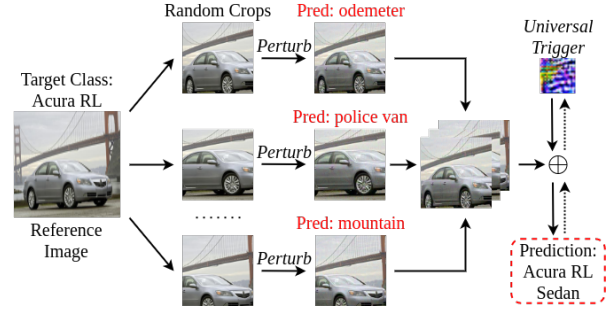 Random Crops
Pred: odemeter
Perturb
Universal
Trigger
Target Class:
Acura RL
Pred: police van
Perturb
.......
Reference
Image
Pred: mountain
Perturb
Prediction:
Acura RL
Sedan